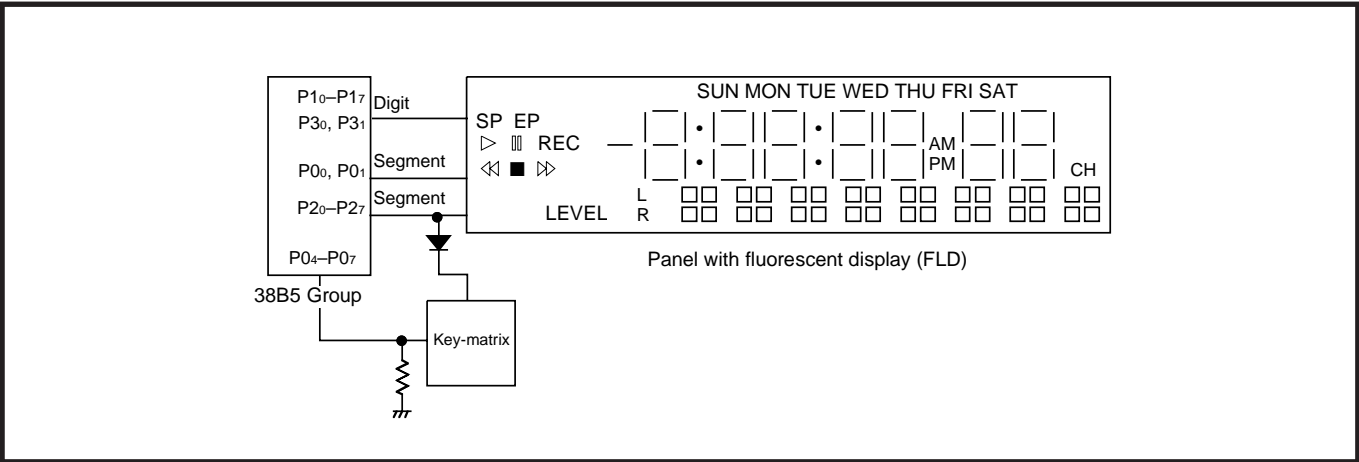 P1₀–P1₇
P3₀, P3₁
Digit
P0₀, P0₁
Segment
P2₀–P2₇
Segment
P0₄–P0₇
38B5 Group
SUN MON TUE WED THU FRI SAT
SP EP
REC
AM
PM
CH
L
LEVEL R
Panel with fluorescent display (FLD)
Key-matrix